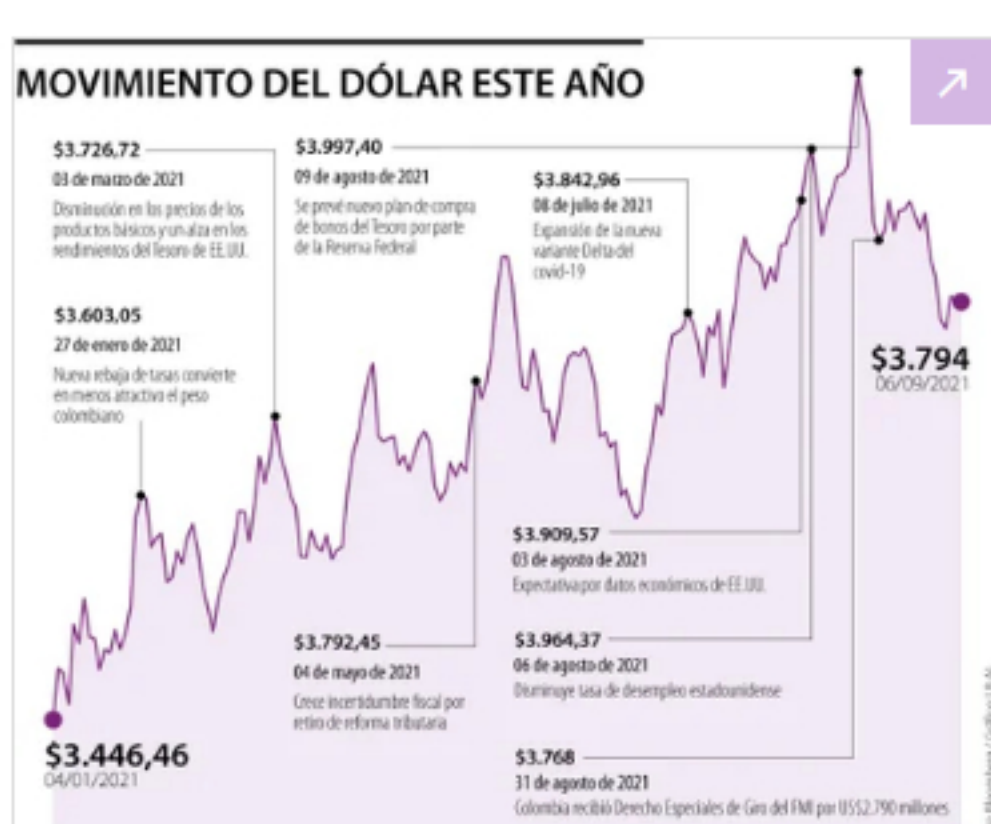 MOVIMIENTO DEL DÓLAR ESTE AÑO
$3.726,72
03 de marzo de 2021
Disminución en los precios de los
productos básicos y un alza en los
rendimientos del Tesoro de EE.UU.
$3.603,05
27 de enero de 2021
Nueva rebaja de tasas convierte
en menos atractivo el peso
colombiano
$3.997,40
09 de agosto de 2021
Se prevé nuevo plan de compra
de bonos del Tesoro por parte
de la Reserva Federal
$3.842,96
08 de julio de 2021
Expansión de la nueva
variante Delta del
covid-19
$3.794
06/09/2021
$3.909,57
03 de agosto de 2021
Expectativa por datos económicos de EE.UU.
$3.792,45
04 de mayo de 2021
Crece incertidumbre fiscal por
retiro de reforma tributaria
$3.964,37
06 de agosto de 2021
Disminuye tasa de desempleo estadounidense
$3.446,46
04/01/2021
$3.768
31 de agosto de 2021
Colombia recibió Derecho Especiales de Giro del FMI por US$2.790 millones